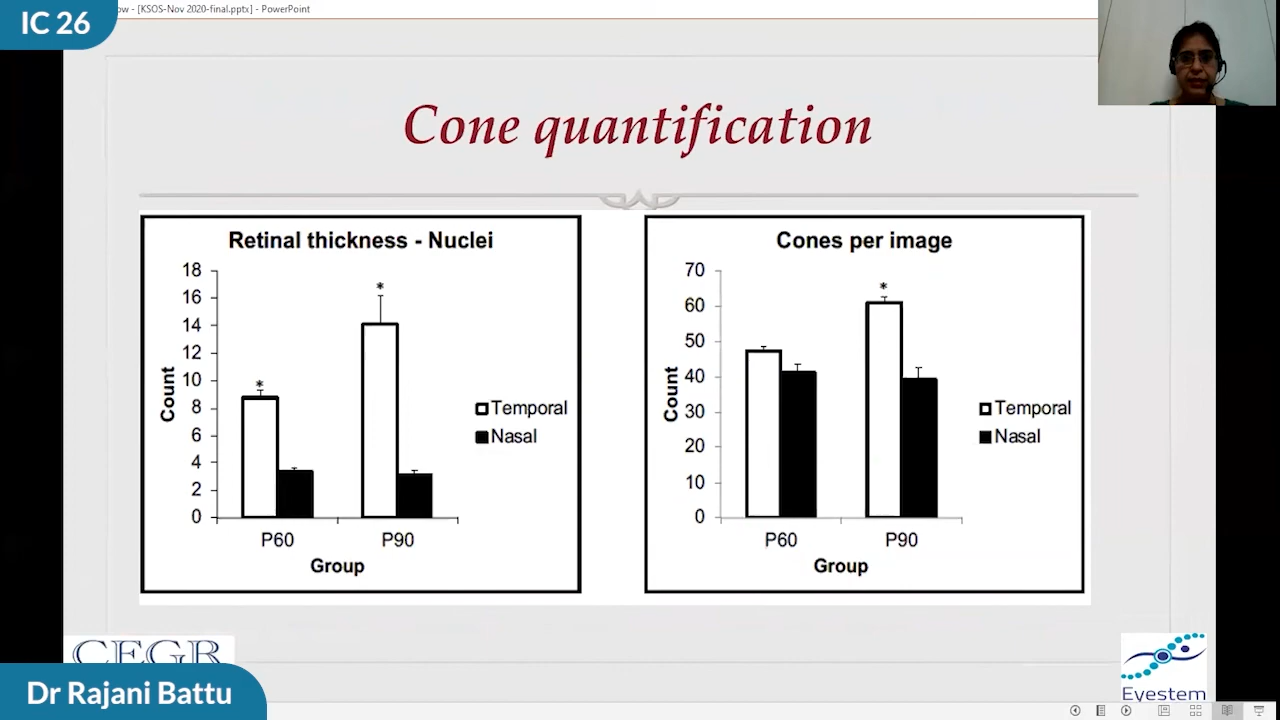 IC 26
ow - [KSOS-Nov 2020-final.pptx] - PowerPoint
Cone quantification
Retinal thickness - Nuclei
18
16
14
12
10
8
6
4
2
0
Count
*
*
P60
P90
Group
Temporal
Nasal
Cones per image
70
60
50
40
30
20
10
0
Count
*
P60
P90
Group
Temporal
Nasal
CEGR
Eyestem
Dr Rajani Battu